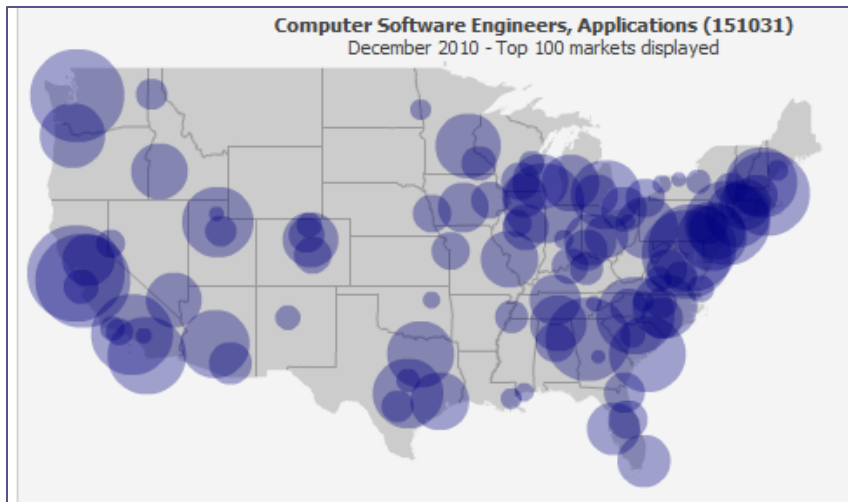 Computer Software Engineers, Applications (151031)
December 2010 - Top 100 markets displayed